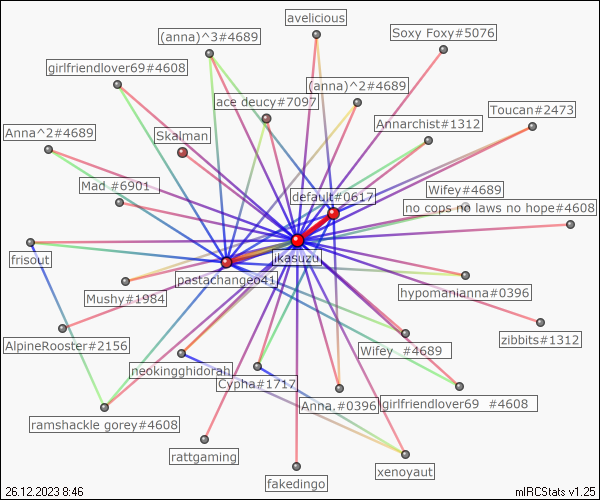 avelicious
(anna)^3#4689
Soxy Foxy#5076
girlfriendlover69#4608
(anna)^2#4689
ace deucy#7097
Toucan#2473
Annarchist#1312
Anna^2#4689
Skalman
Mad #6901
default#0617
Wifey#4689
no cops no laws no hope#4608
frisout
ikasuzu
pastachangeo41
Mushy#1984
hypomanianna#0396
AlpineRooster#2156
zibbits#1312
Wifey #4689
neokingghidorah
Cypha#1717
Anna,#0396
girlfriendlover69 #4608
ramshackle gorey#4608
rattgaming
xenoyaut
fakedingo
26.12.2023 8:46
mIRCStats v1.25